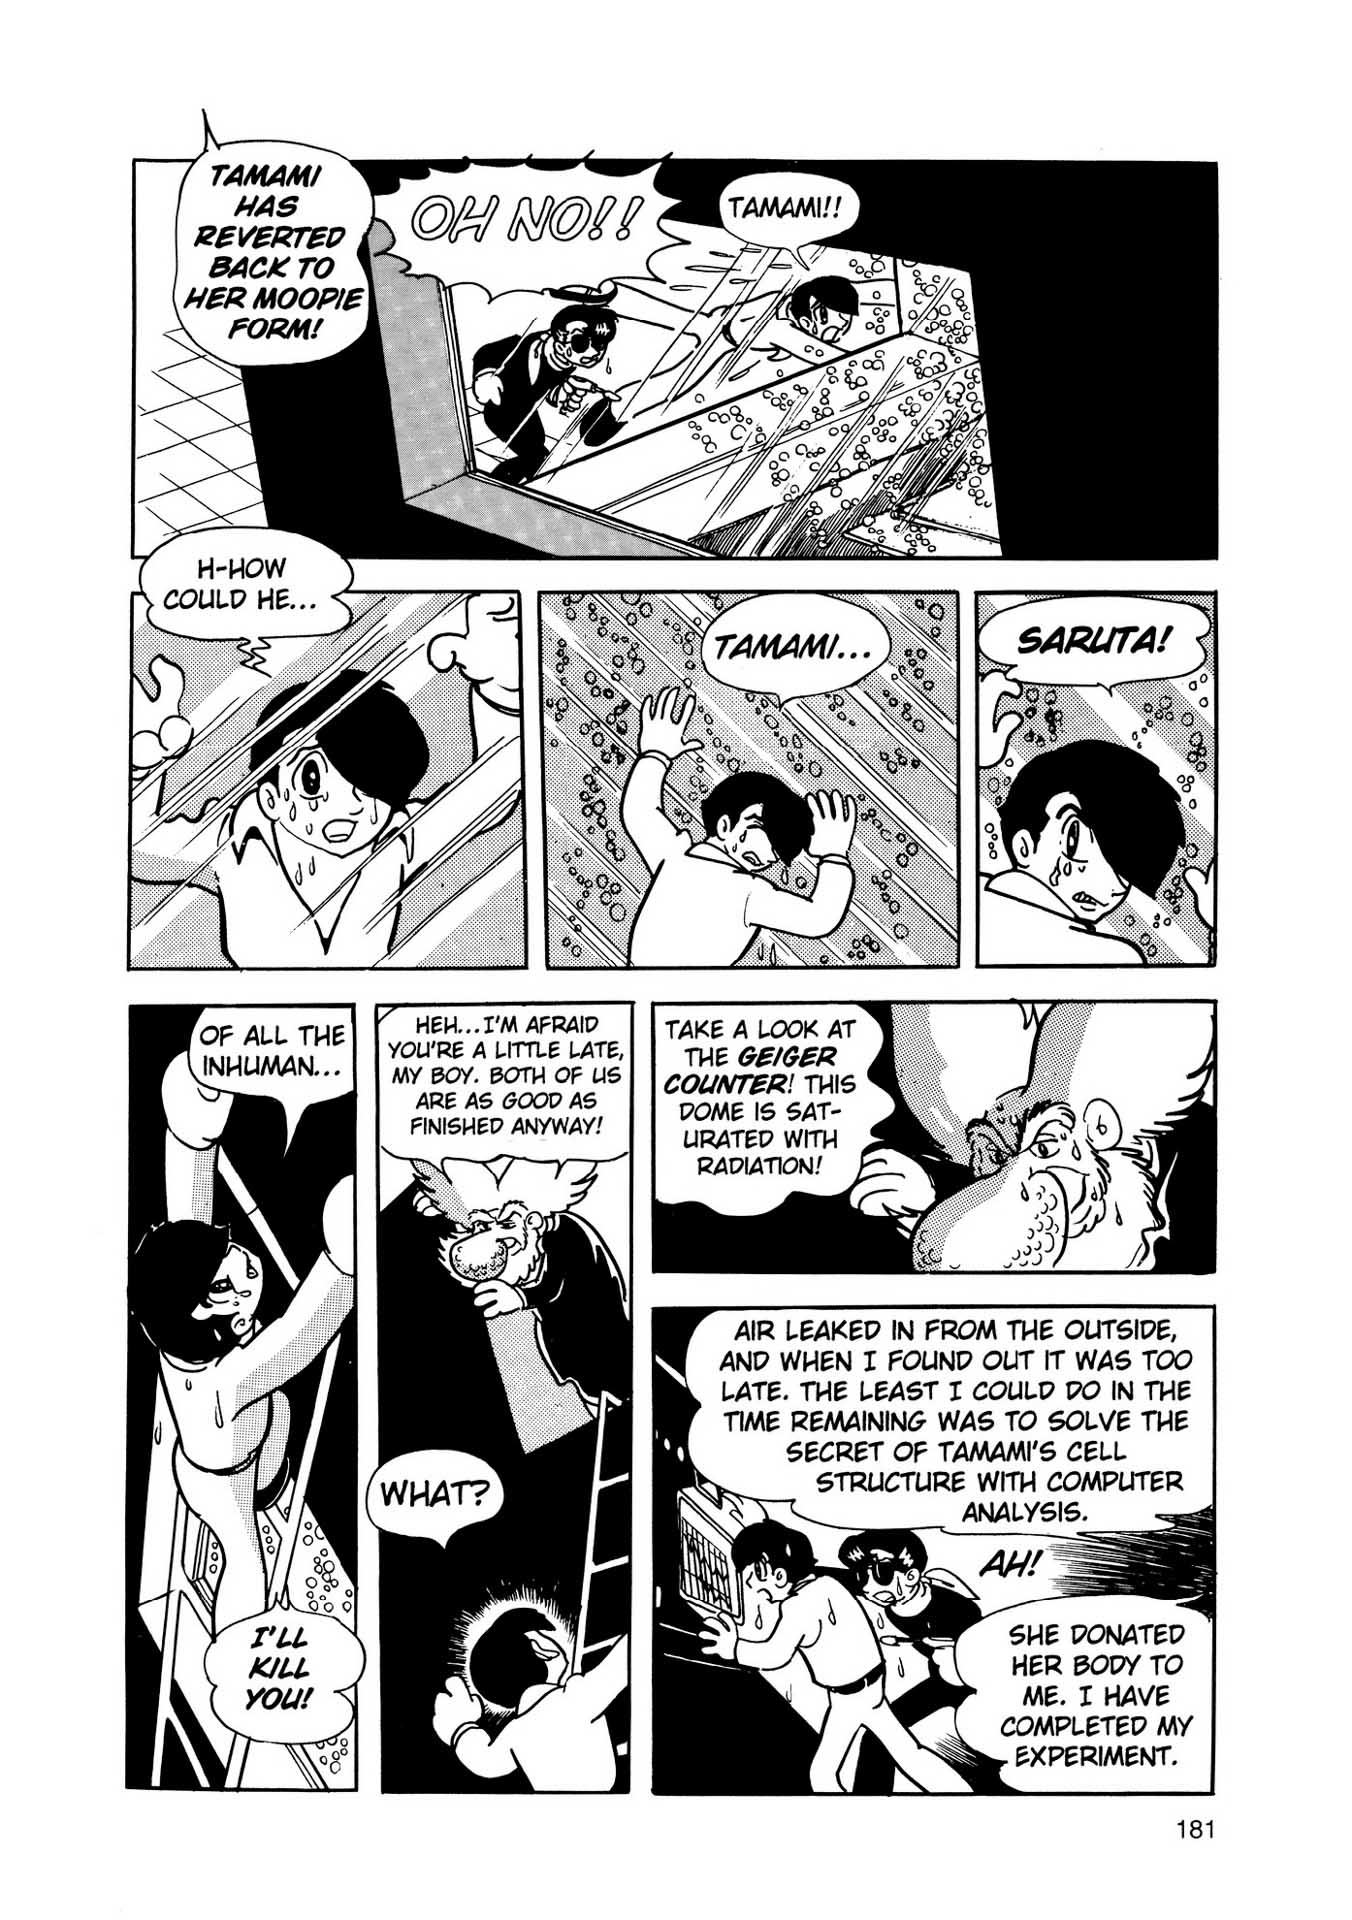 TAMAMI
HAS
REVERTED
BACK TO
HER MOOPIE
FORM!
OH NO!!
TAMAMI!!
H-HOW
COULD HE...
TAMAMI...
SARUTA!
OF ALL THE
INHUMAN...
I'LL
KILL
YOU!
HEH...I'M AFRAID
YOU'RE A LITTLE LATE,
MY BOY. BOTH OF US
ARE AS GOOD AS
FINISHED ANYWAY!
WHAT?
TAKE A LOOK AT
THE GEIGER
COUNTER! THIS
DOME IS SAT-
URATED WITH
RADIATION!
AIR LEAKED IN FROM THE OUTSIDE,
AND WHEN I FOUND OUT IT WAS TOO
LATE. THE LEAST I COULD DO IN THE
TIME REMAINING WAS TO SOLVE THE
SECRET OF TAMAMI'S CELL
STRUCTURE WITH COMPUTER
ANALYSIS.
AH!
SHE DONATED
HER BODY TO
ME. I HAVE
COMPLETED MY
EXPERIMENT.
181